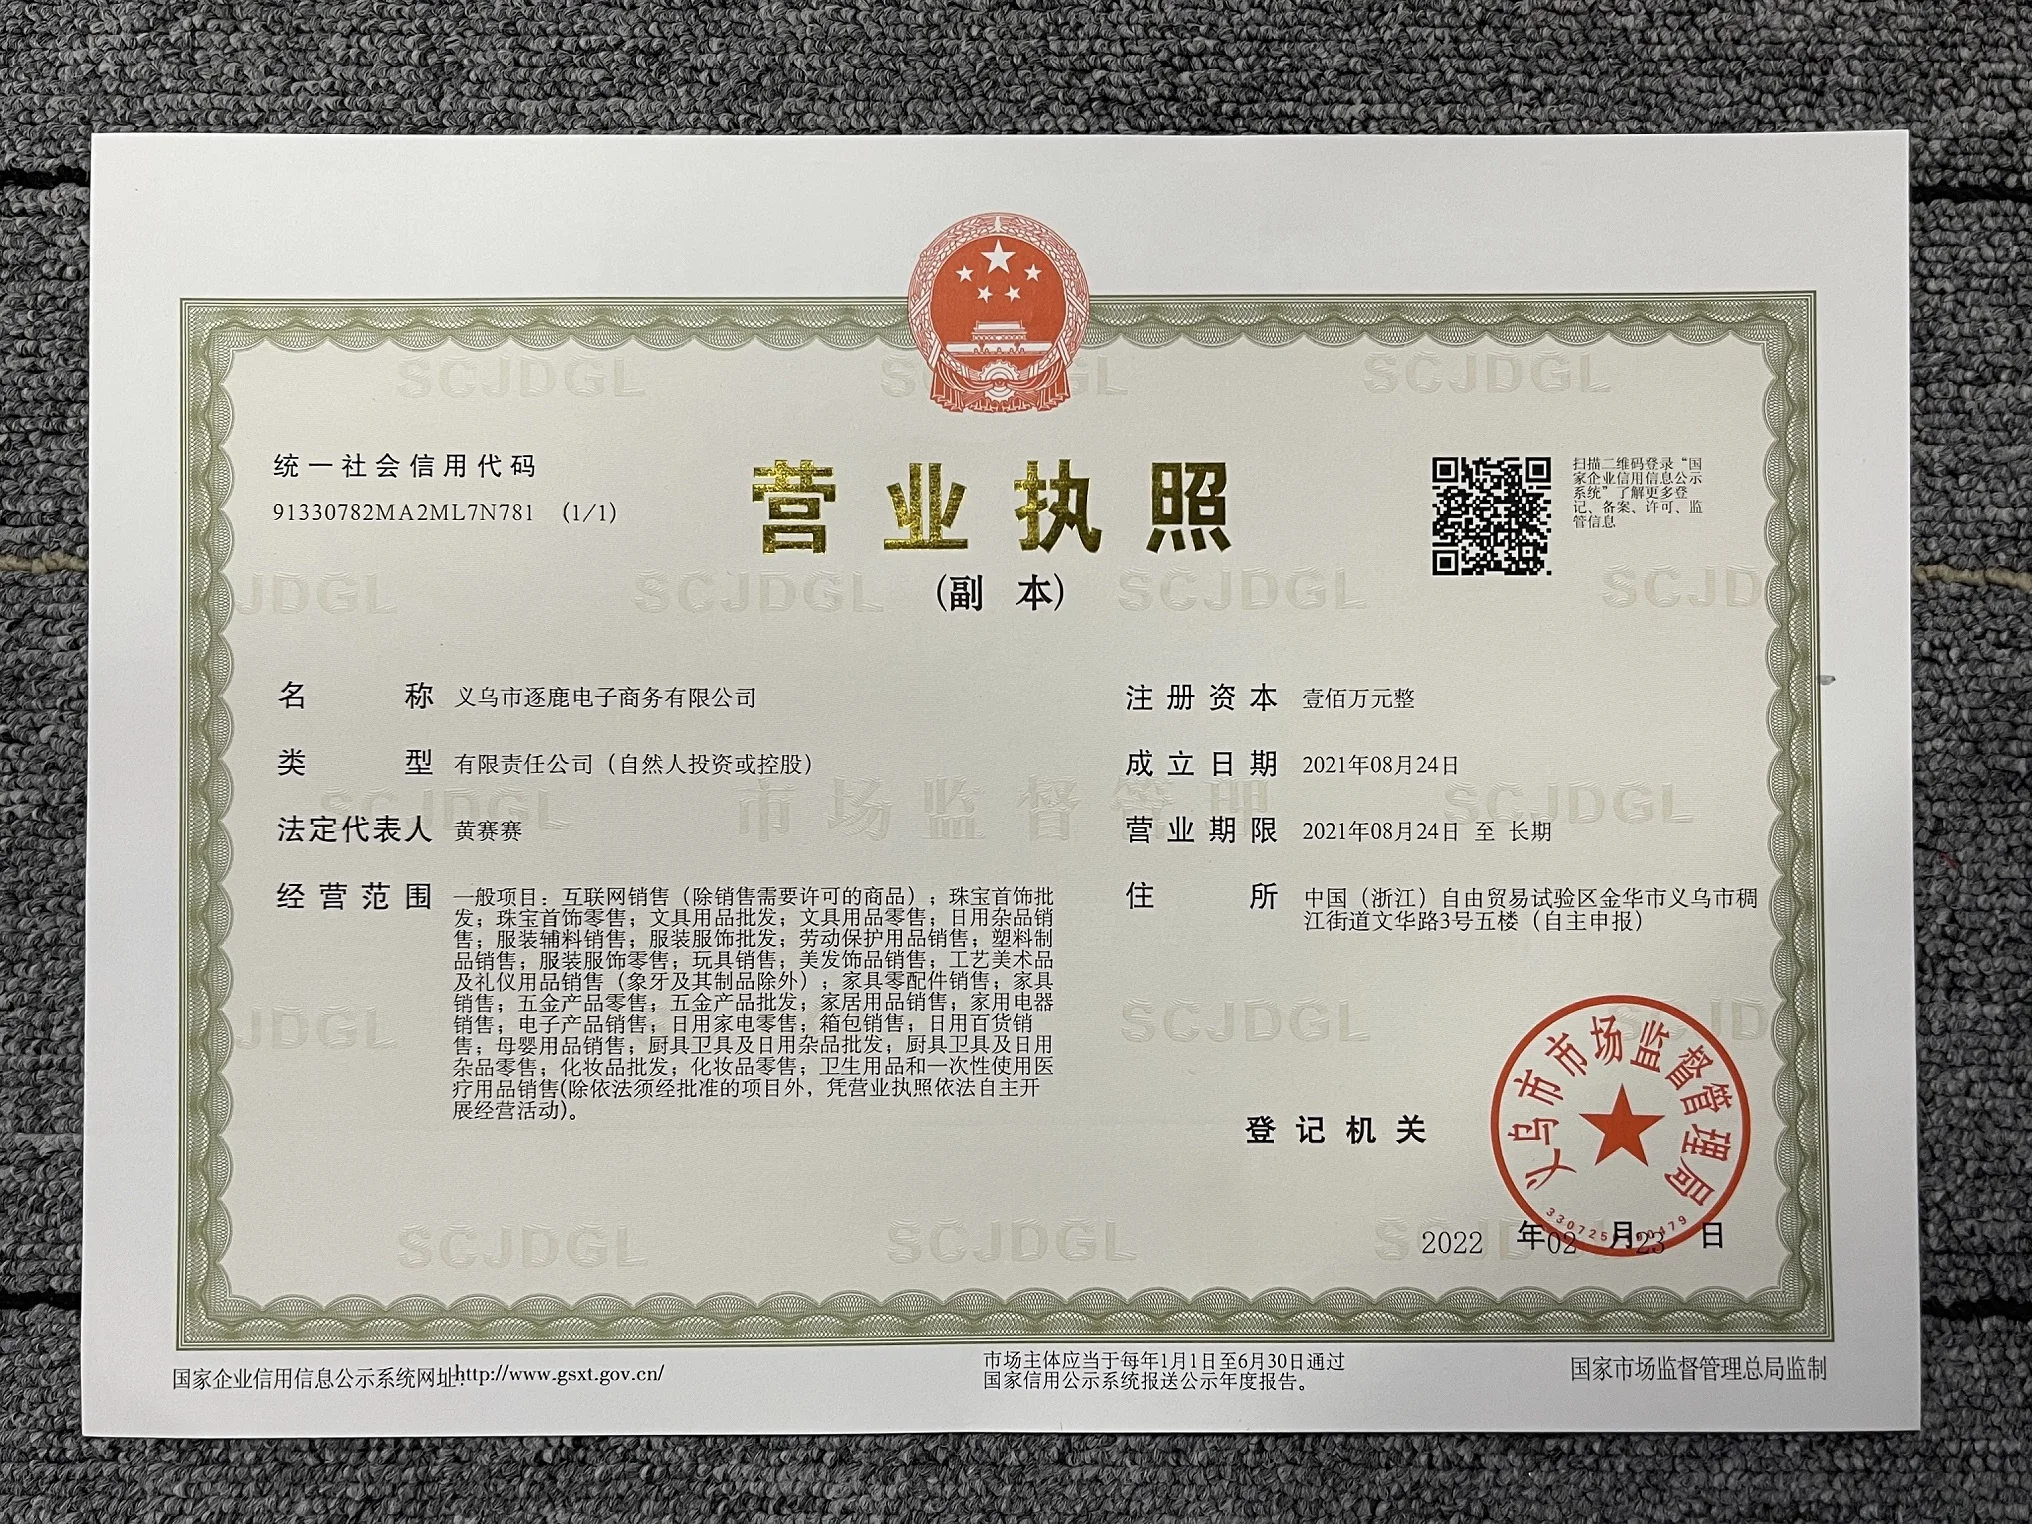 统一社会信用代码
91330782MA2ML7N781 (1/1)
营业执照
(副 本)
扫描二维码登录“国
家企业信用信息公示
系统”了解更多登
记、备案、许可、监
管信息
名 称 义乌市逐鹿电子商务有限公司
类 型 有限责任公司（自然人投资或控股）
法定代表人 黄赛赛
经营范围 一般项目：互联网销售（除销售需要许可的商品）；珠宝首饰批
发；珠宝首饰零售；文具用品批发；文具用品零售；日用杂品销
售；服装辅料销售；服装服饰批发；劳动保护用品销售；塑料制
品销售；服装服饰零售；玩具销售；美发饰品销售；工艺美术品
及礼仪用品销售（象牙及其制品除外）；家具零配件销售；家具
销售；五金产品零售；五金产品批发；家居用品销售；家用电器
销售；电子产品销售；日用家电零售；箱包销售；日用百货销
售；母婴用品销售；厨具卫具及日用杂品批发；厨具卫具及日用
杂品零售；化妆品批发；化妆品零售；卫生用品和一次性使用医
疗用品销售(除依法须经批准的项目外，凭营业执照依法自主开
展经营活动)。
注册资本 壹佰万元整
成立日期 2021年08月24日
营业期限 2021年08月24日 至 长期
住 所 中国（浙江）自由贸易试验区金华市义乌市稠
江街道文华路3号五楼（自主申报）
登记机关
义乌市市场监督管理局
2022 年02 月23 日
国家企业信用信息公示系统网址:http://www.gsxt.gov.cn/
市场主体应当于每年1月1日至6月30日通过
国家信用公示系统报送公示年度报告。
国家市场监督管理总局监制
SCJDGL
市场监督管理